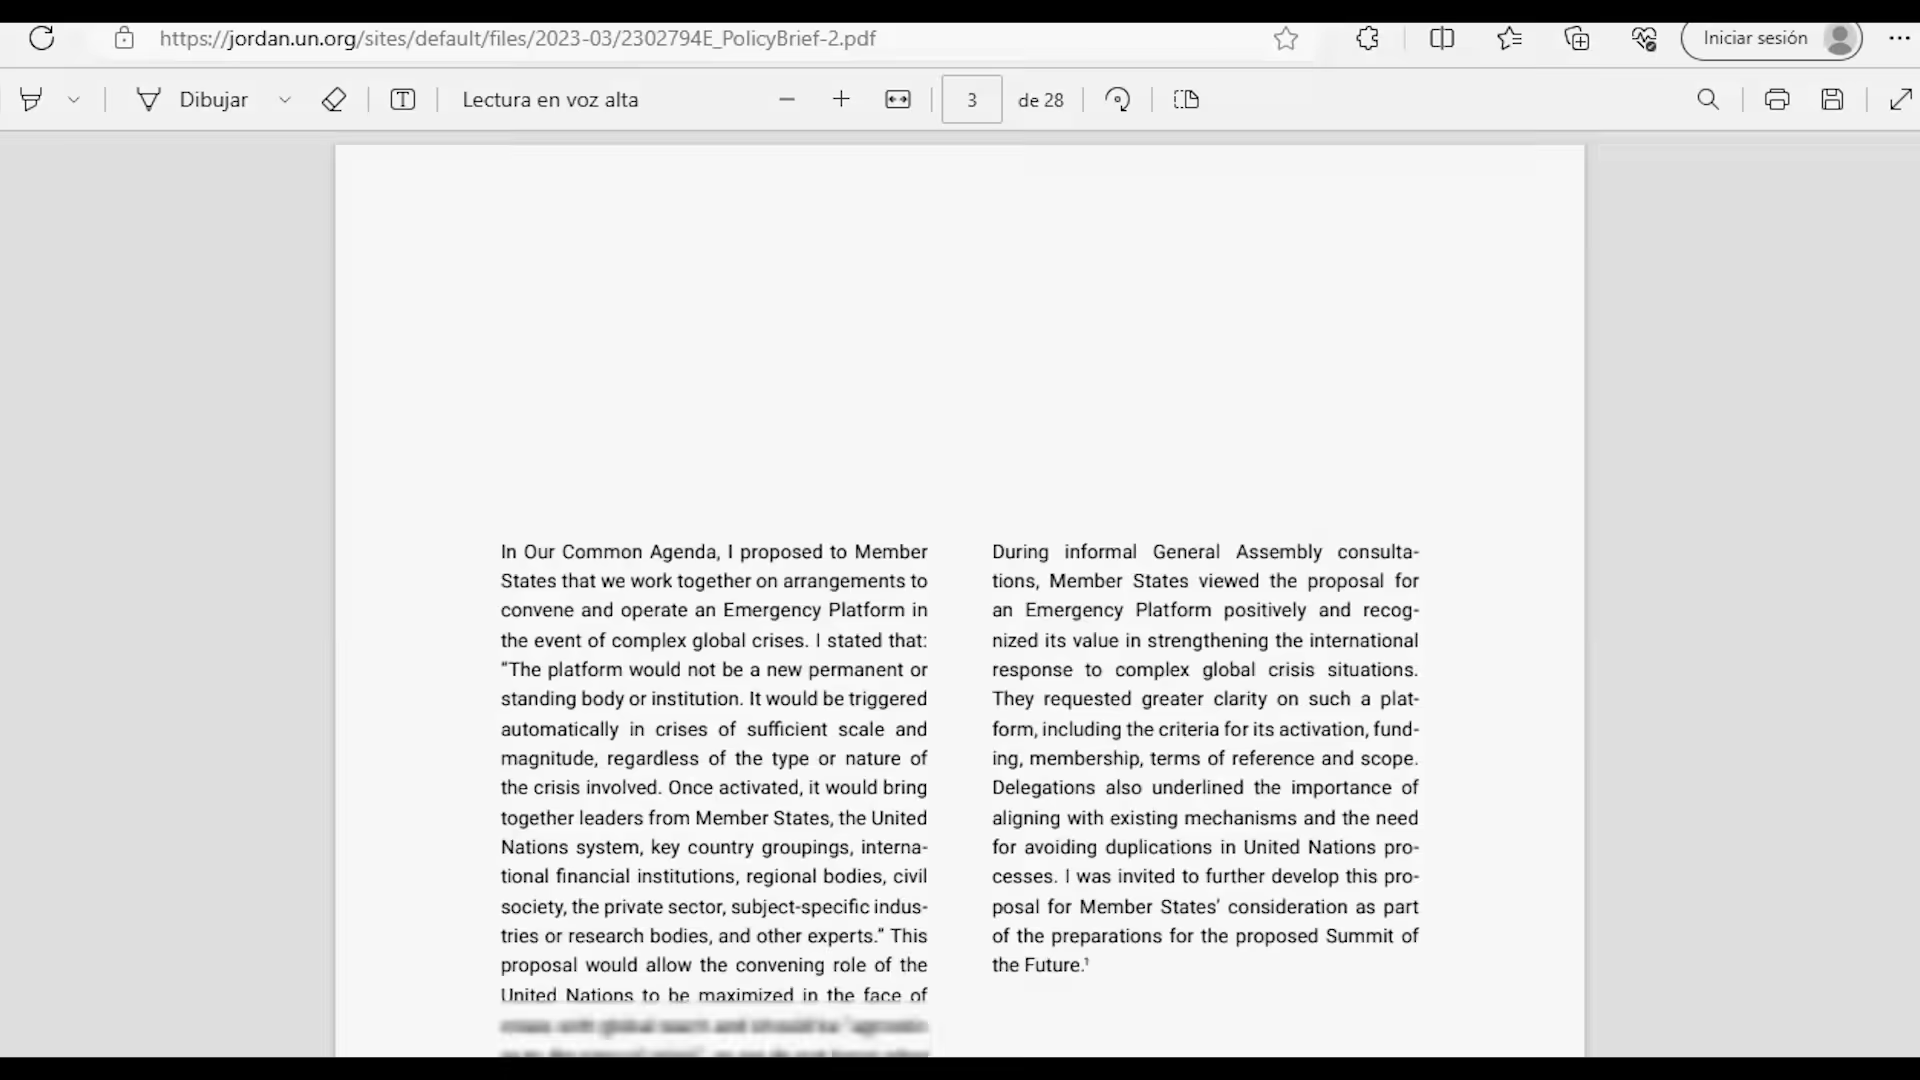 https://jordan.un.org/sites/default/files/2023-03/2302794E_PolicyBrief-2.pdf
Iniciar sesión
Dibujar
Lectura en voz alta
3
de 28
In Our Common Agenda, I proposed to Member
States that we work together on arrangements to
convene and operate an Emergency Platform in
the event of complex global crises. I stated that:
“The platform would not be a new permanent or
standing body or institution. It would be triggered
automatically in crises of sufficient scale and
magnitude, regardless of the type or nature of
the crisis involved. Once activated, it would bring
together leaders from Member States, the United
Nations system, key country groupings, interna-
tional financial institutions, regional bodies, civil
society, the private sector, subject-specific indus-
tries or research bodies, and other experts.” This
proposal would allow the convening role of the
United Nations to be maximized in the face of
During informal General Assembly consulta-
tions, Member States viewed the proposal for
an Emergency Platform positively and recog-
nized its value in strengthening the international
response to complex global crisis situations.
They requested greater clarity on such a plat-
form, including the criteria for its activation, fund-
ing, membership, terms of reference and scope.
Delegations also underlined the importance of
aligning with existing mechanisms and the need
for avoiding duplications in United Nations pro-
cesses. I was invited to further develop this pro-
posal for Member States’ consideration as part
of the preparations for the proposed Summit of
the Future.¹